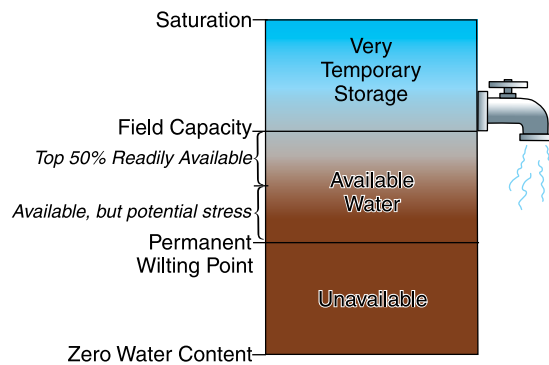 Saturation
Very
Temporary
Storage
Field Capacity
Top 50% Readily Available
Available
Water
Available, but potential stress
Permanent
Wilting Point
Unavailable
Zero Water Content